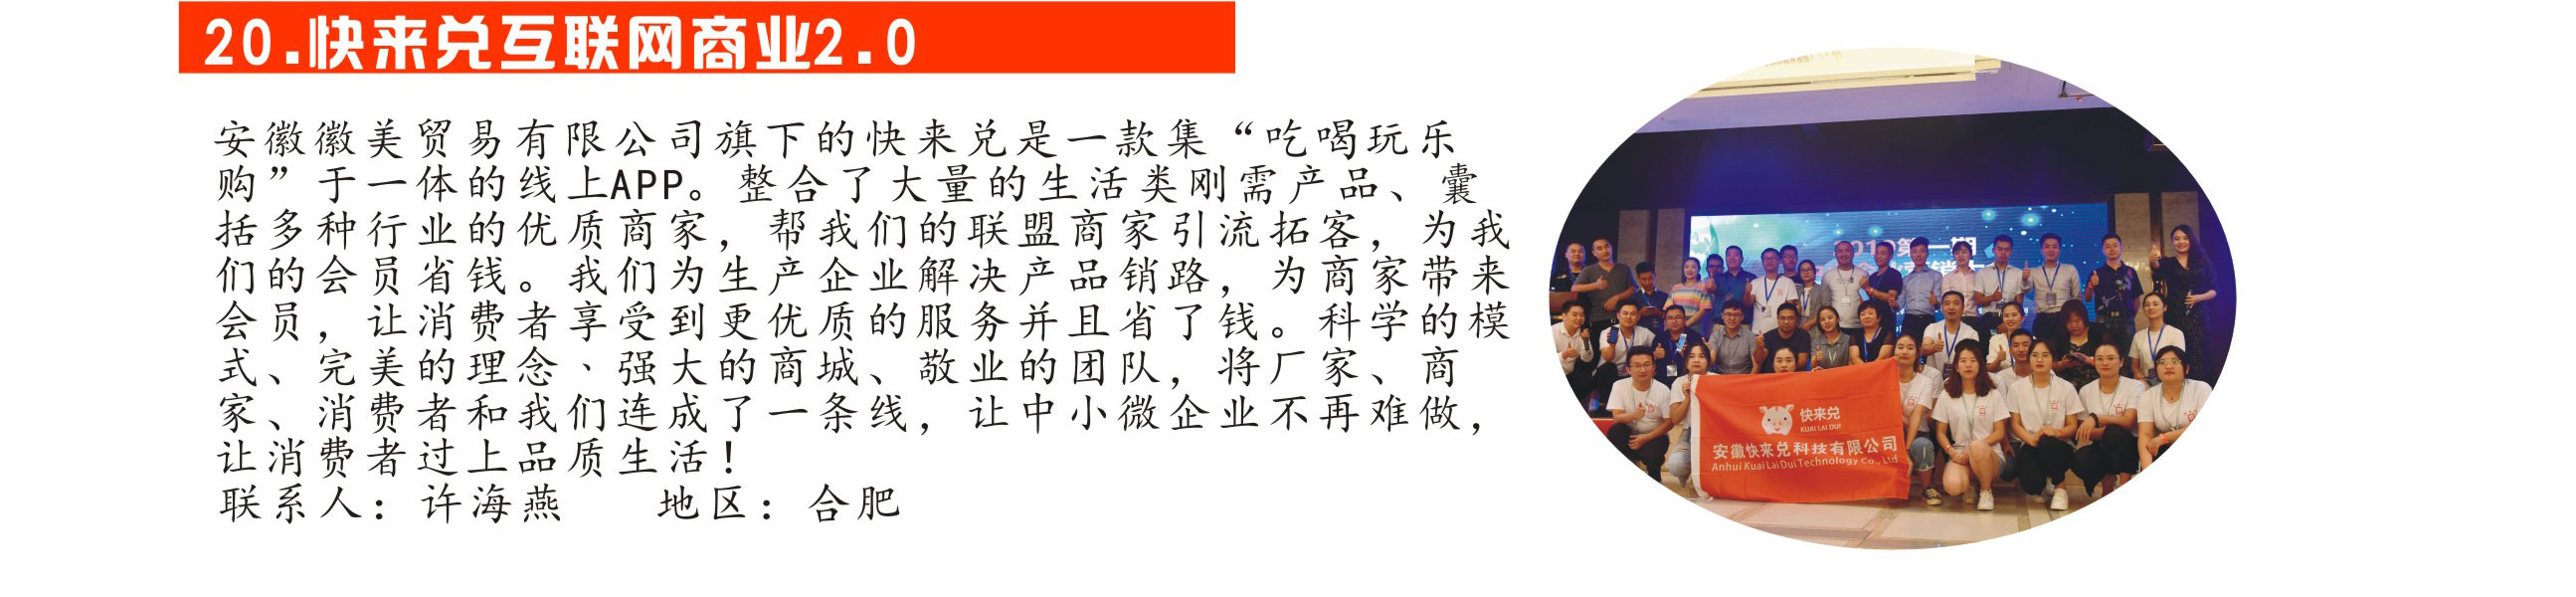 20.快来兑互联网商业2.0
安徽徽美贸易有限公司旗下的快来兑是一款集“吃喝玩乐
购”于一体的线上APP。整合了大量的生活类刚需产品、囊
括多种行业的优质商家，帮我们的联盟商家引流拓客，为我
们的会员省钱。我们为生产企业解决产品销路，为商家带来
会员，让消费者享受到更优质的服务并且省了钱。科学的模
式、完美的理念、强大的商城、敬业的团队，将厂家、商
家、消费者和我们连成了一条线，让中小微企业不再难做，
让消费者过上品质生活！
联系人：许海燕 地区：合肥
2019第一期
快来兑
KUAI LAI DUI
安徽快来兑科技有限公司
Anhui Kuai Lai Dui Technology Co., Ltd